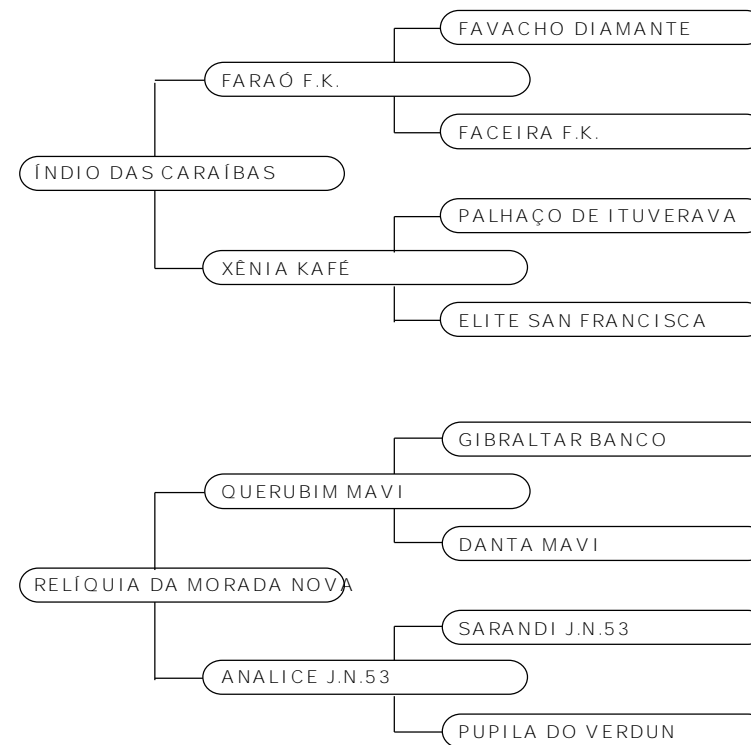 FAVACHO DIAMANTE
FARAÓ F.K.
FACEIRA F.K.
ÍNDIO DAS CARAÍBAS
PALHAÇO DE ITUVERAVA
XÊNIA KAFÉ
ELITE SAN FRANCISCA
GIBRALTAR BANCO
QUERUBIM MAVI
DANTA MAVI
RELÍQUIA DA MORADA NOVA
SARANDI J.N.53
ANALICE J.N.53
PUPILA DO VERDUN